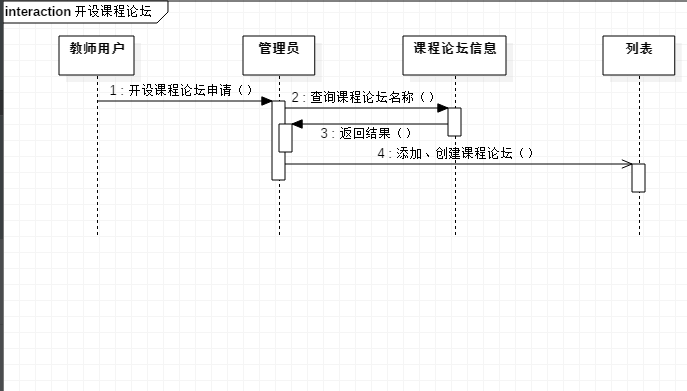 interaction 开设课程论坛
教师用户
管理员
课程论坛信息
列表
1 : 开设课程论坛申请（）
2 : 查询课程论坛名称（）
3 : 返回结果（）
4 : 添加、创建课程论坛（）